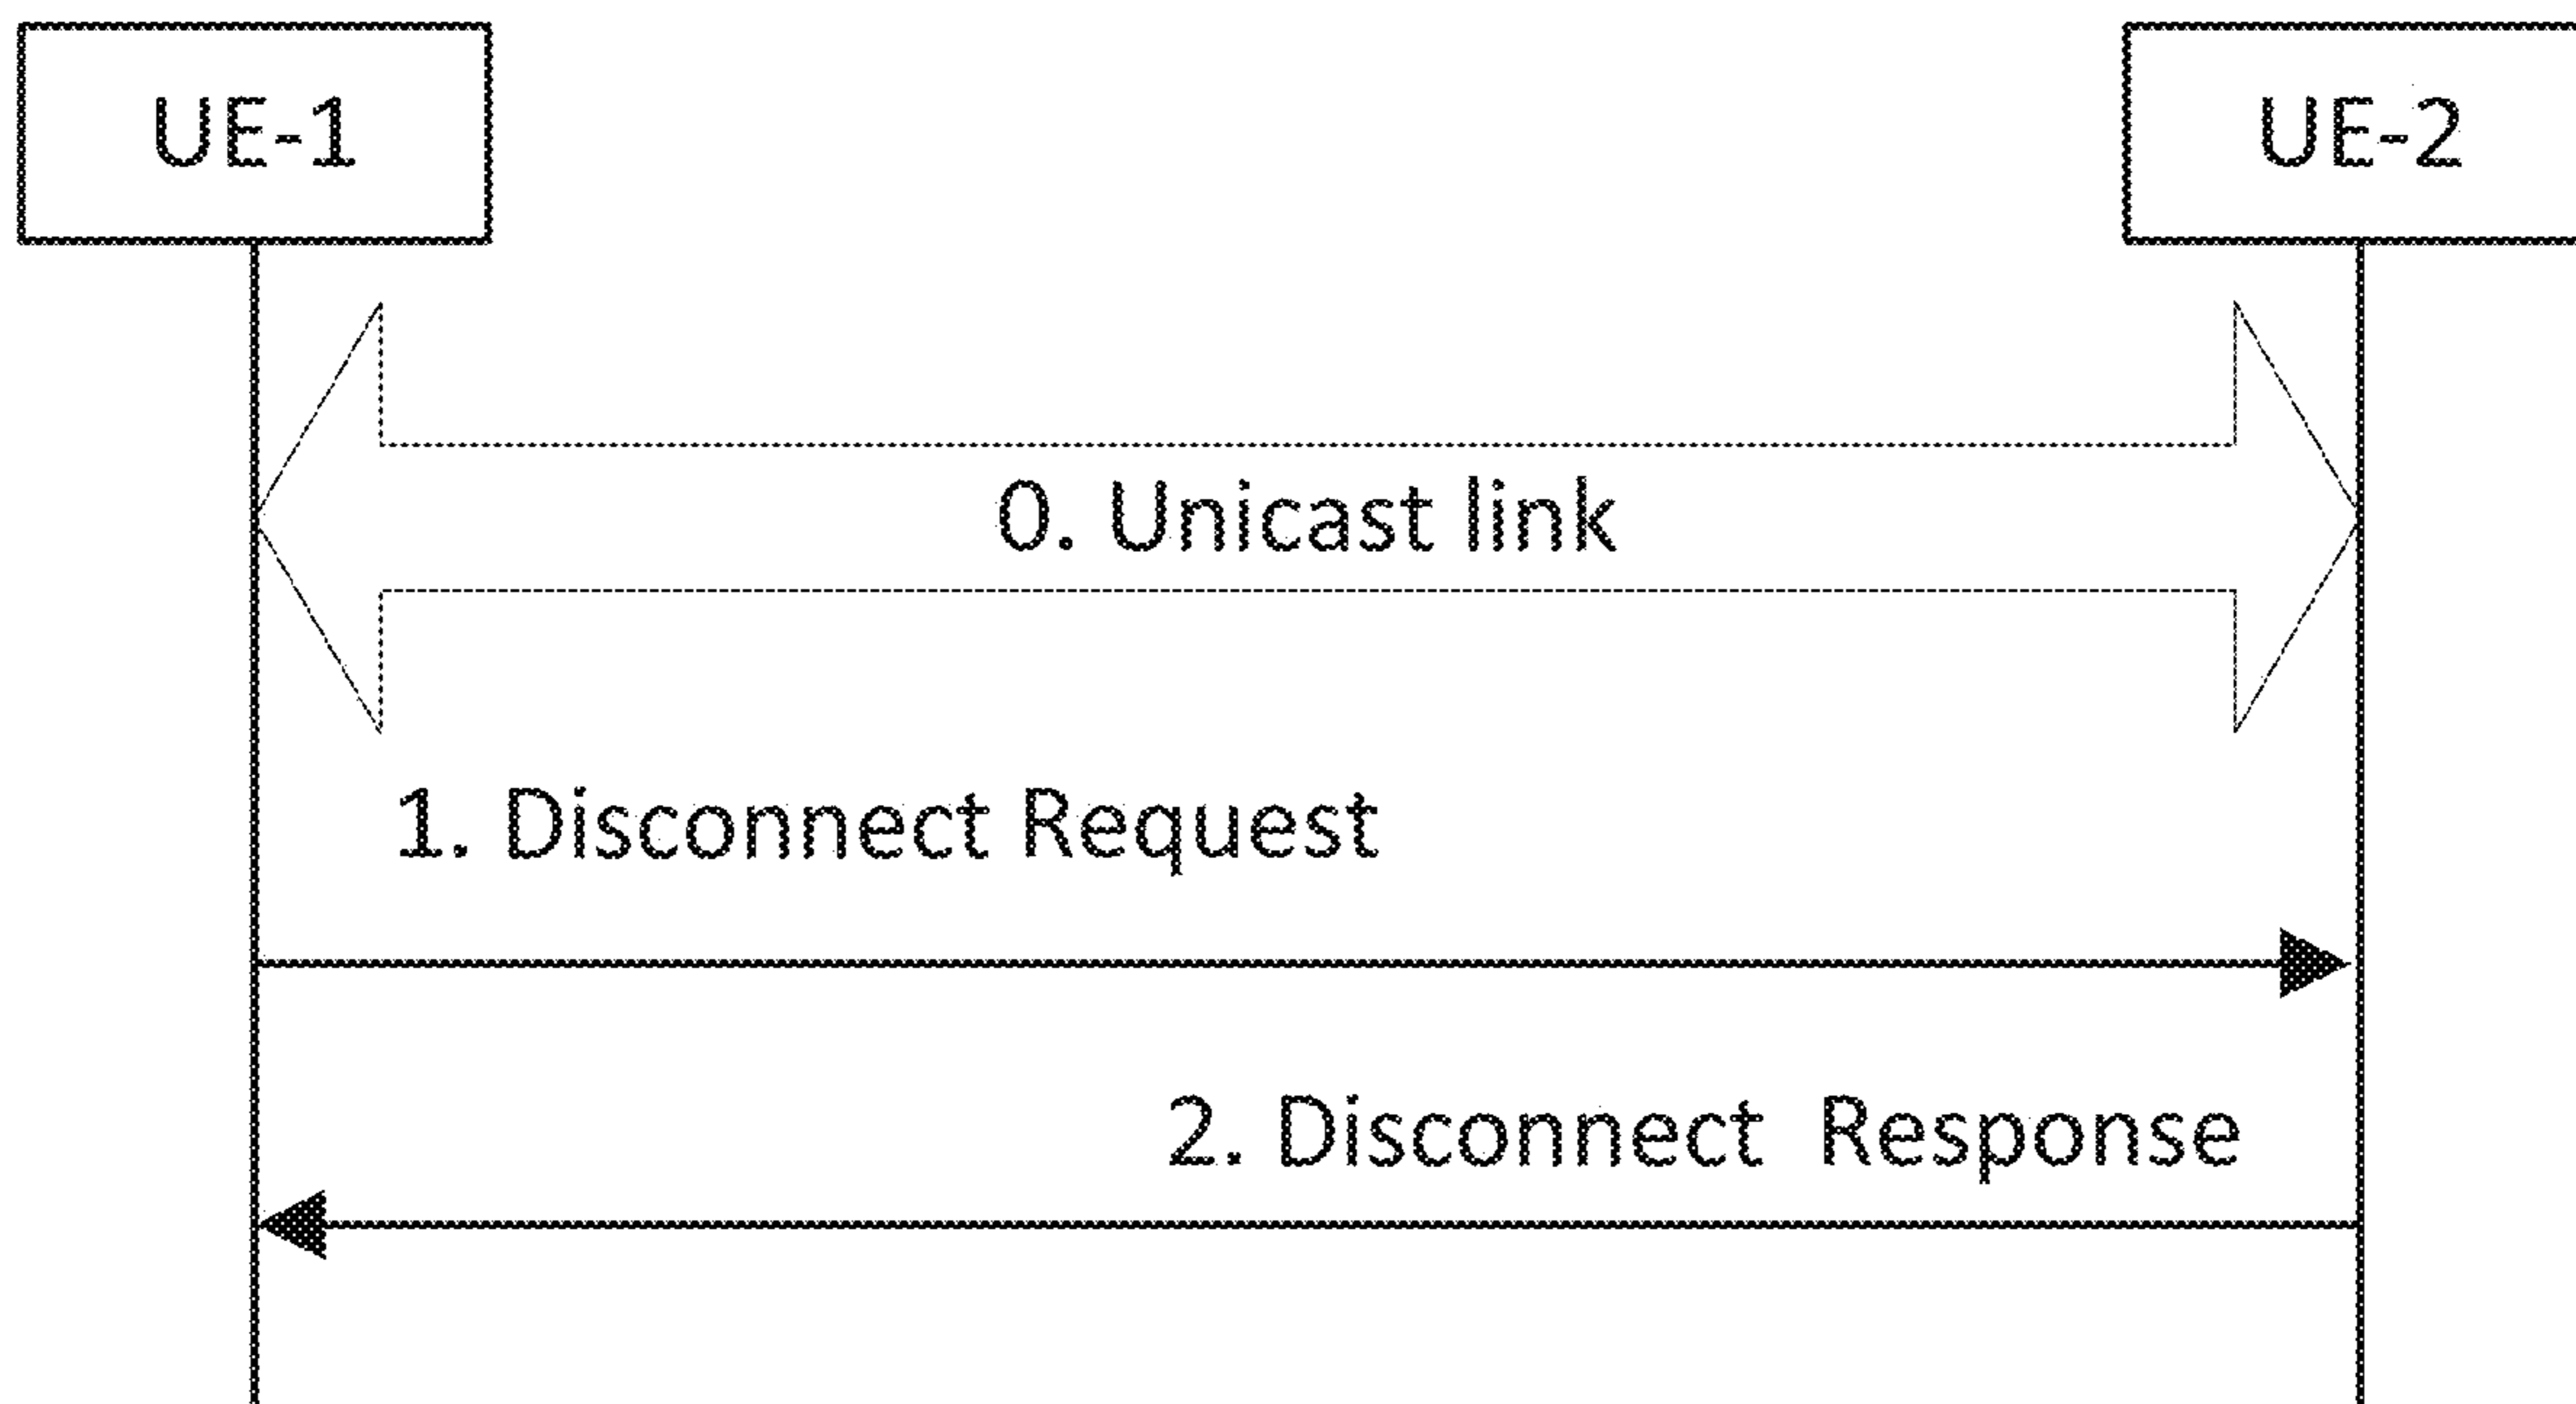 UE-1
UE-2
0. Unicast link
1. Disconnect Request
2. Disconnect Response